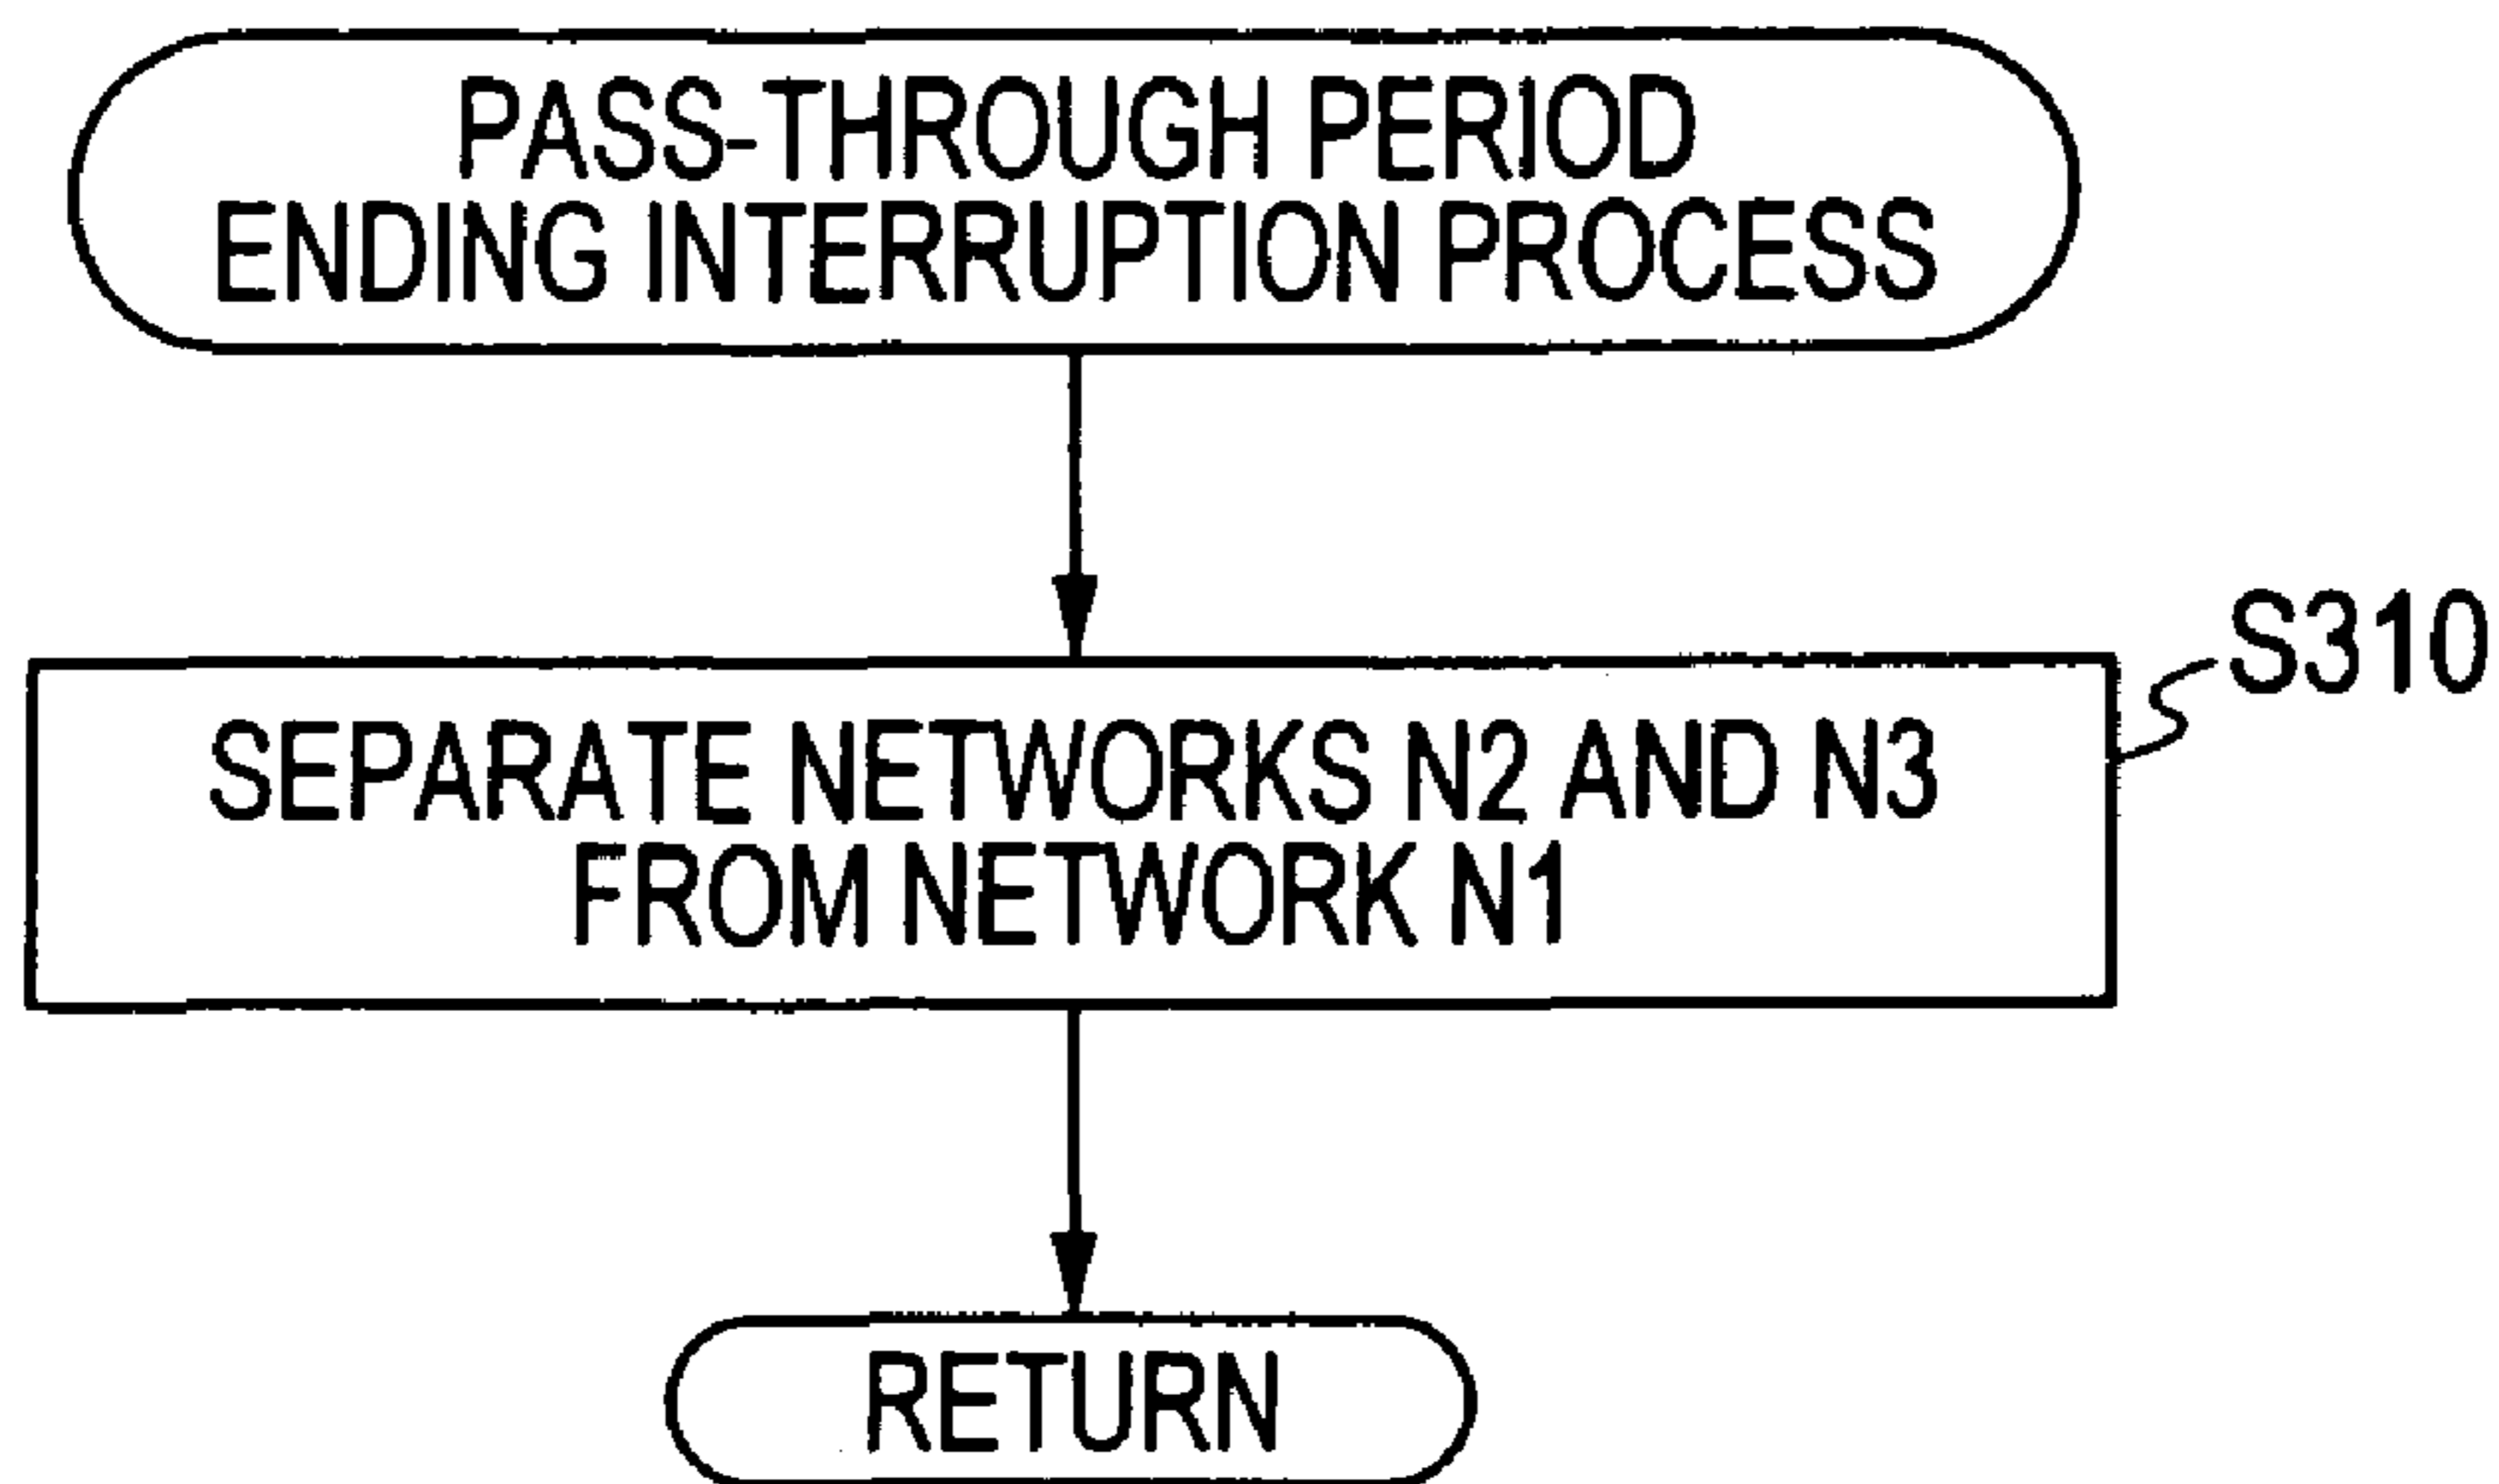 PASS-THROUGH PERIOD
ENDING INTERRUPTION PROCESS
S310
SEPARATE NETWORKS N2 AND N3
FROM NETWORK N1
RETURN